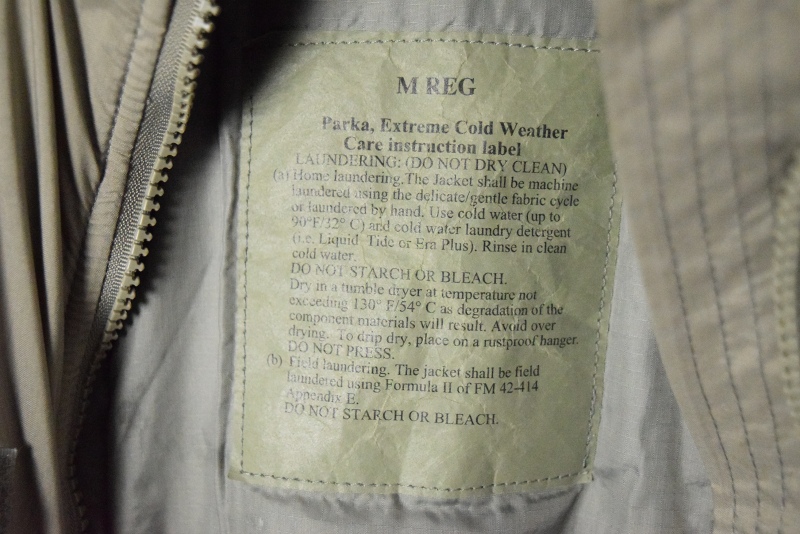 M REG
Parka, Extreme Cold Weather
Care instruction label
LAUNDERING: (DO NOT DRY CLEAN)
(a) Home laundering. The Jacket shall be machine
laundered using the delicate/gentle fabric cycle
or laundered by hand. Use cold water (up to
90°F/32° C) and cold water laundry detergent
(i.e. Liquid Tide or Era Plus). Rinse in clean
cold water.
DO NOT STARCH OR BLEACH.
Dry in a tumble dryer at temperature not
exceeding 130° F/54° C as degradation of the
component materials will result. Avoid over
drying. To drip dry, place on a rustproof hanger.
DO NOT PRESS.
(b) Field laundering. The jacket shall be field
laundered using Formula II of FM 42-414
Appendix E.
DO NOT STARCH OR BLEACH.